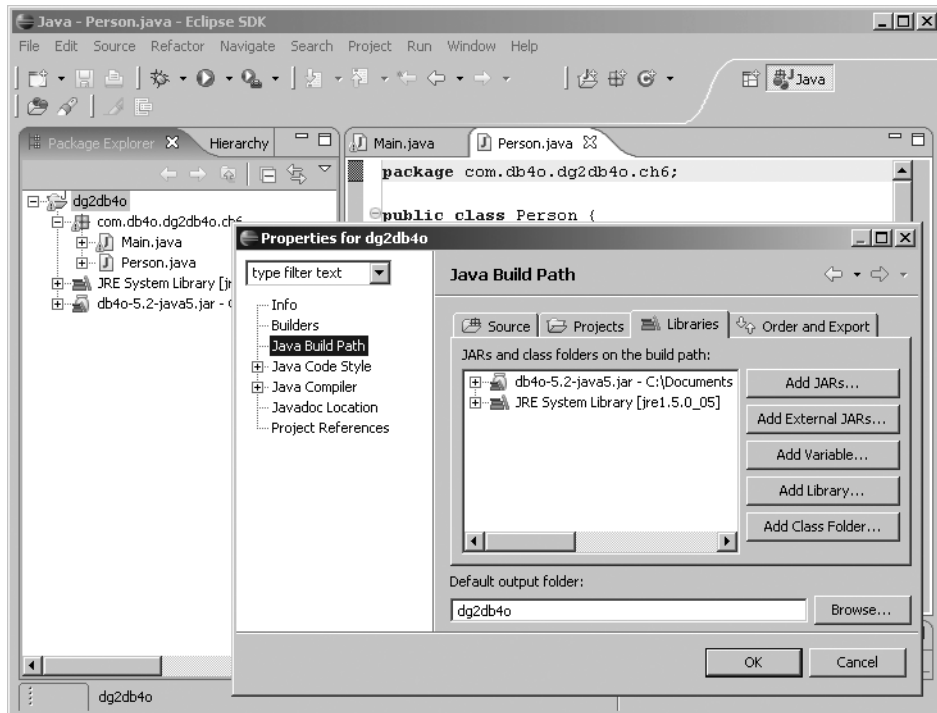 Java - Person.java - Eclipse SDK
File Edit Source Refactor Navigate Search Project Run Window Help
Java
Package Explorer Hierarchy
Main.java Person.java
package com.db4o.dg2db4o.ch6;
public class Person {
dg2db4o
com.db4o.dg2db4o.ch6
Main.java
Person.java
JRE System Library [jr
db4o-5.2-java5.jar -
Properties for dg2db4o
type filter text
Info
Builders
Java Build Path
Java Code Style
Java Compiler
Javadoc Location
Project References
Java Build Path
Source Projects Libraries Order and Export
JARs and class folders on the build path:
db4o-5.2-java5.jar - C:\Documents
JRE System Library [jre1.5.0_05]
Add JARs...
Add External JARs...
Add Variable...
Add Library...
Add Class Folder...
Default output folder:
dg2db4o
Browse...
OK Cancel
dg2db4o